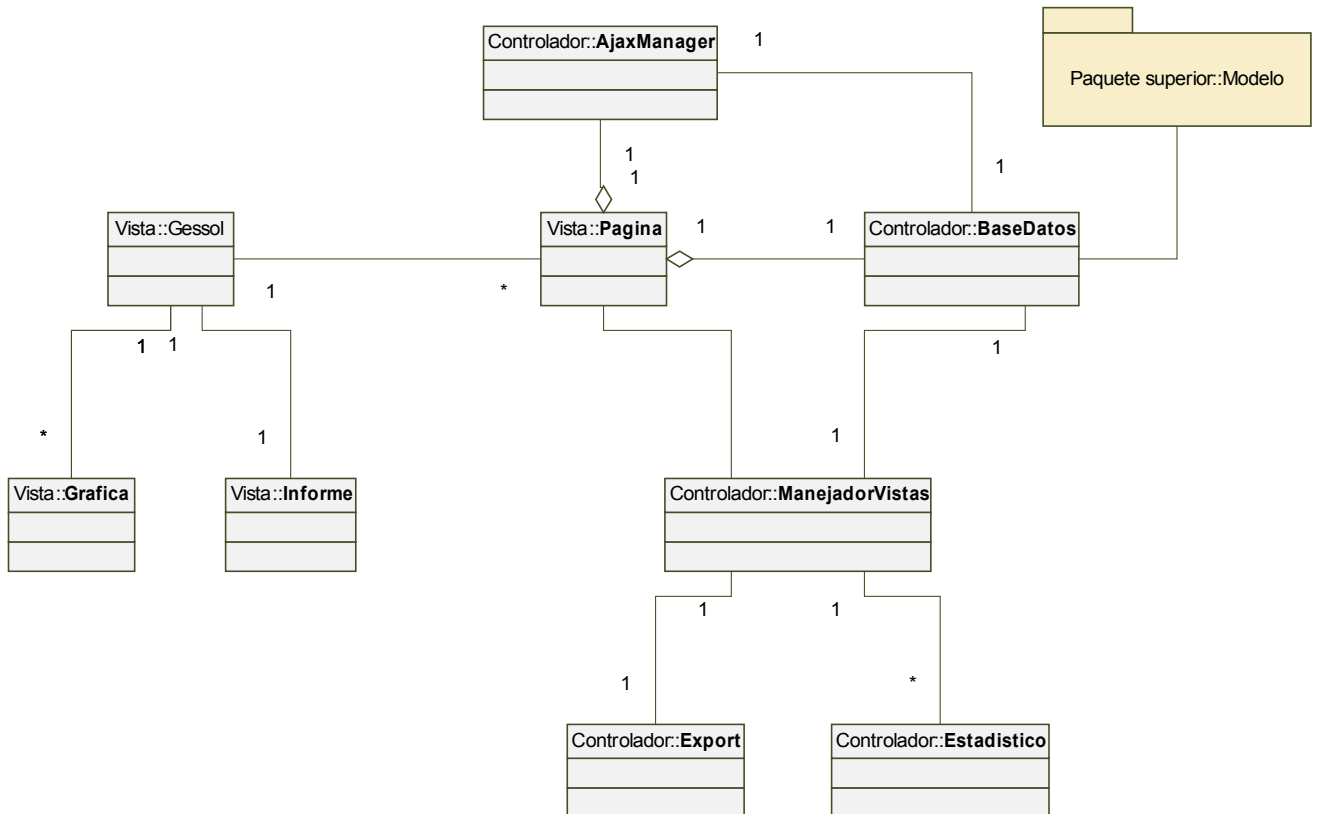 Controlador::AjaxManager
1
Paquete superior::Modelo
1
1
1
Vista::Gessol
Vista::Pagina
1
1
Controlador::BaseDatos
1
*
1
1
1
*
1
1
Vista::Grafica
Vista::Informe
Controlador::ManejadorVistas
1
1
1
*
Controlador::Export
Controlador::Estadistico